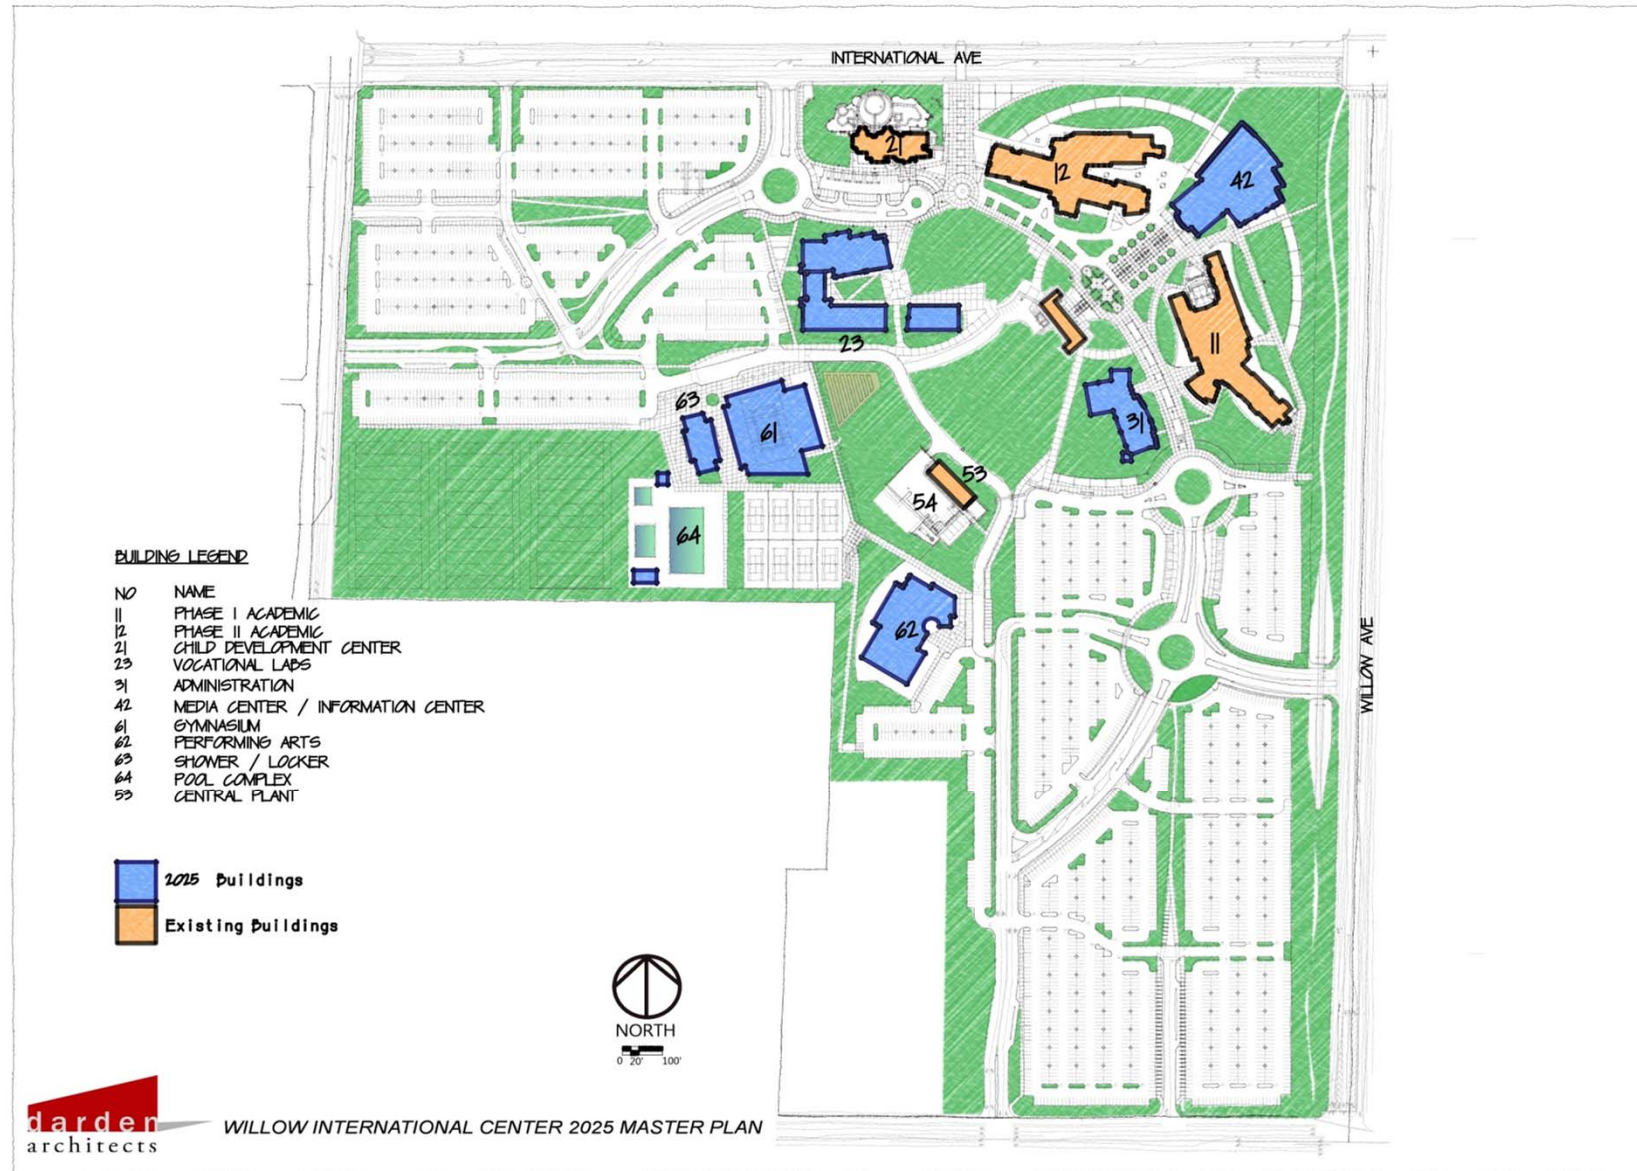 INTERNATIONAL AVE
21
12
42
11
23
31
63
61
53
54
64
62
WILLOW AVE
BUILDING LEGEND
NO NAME
11 PHASE I ACADEMIC
12 PHASE II ACADEMIC
21 CHILD DEVELOPMENT CENTER
23 VOCATIONAL LABS
31 ADMINISTRATION
42 MEDIA CENTER / INFORMATION CENTER
61 GYMNASIUM
62 PERFORMING ARTS
63 SHOWER / LOCKER
64 POOL COMPLEX
53 CENTRAL PLANT
2025 Buildings
Existing Buildings
NORTH
0 20' 100'
darden
architects
WILLOW INTERNATIONAL CENTER 2025 MASTER PLAN